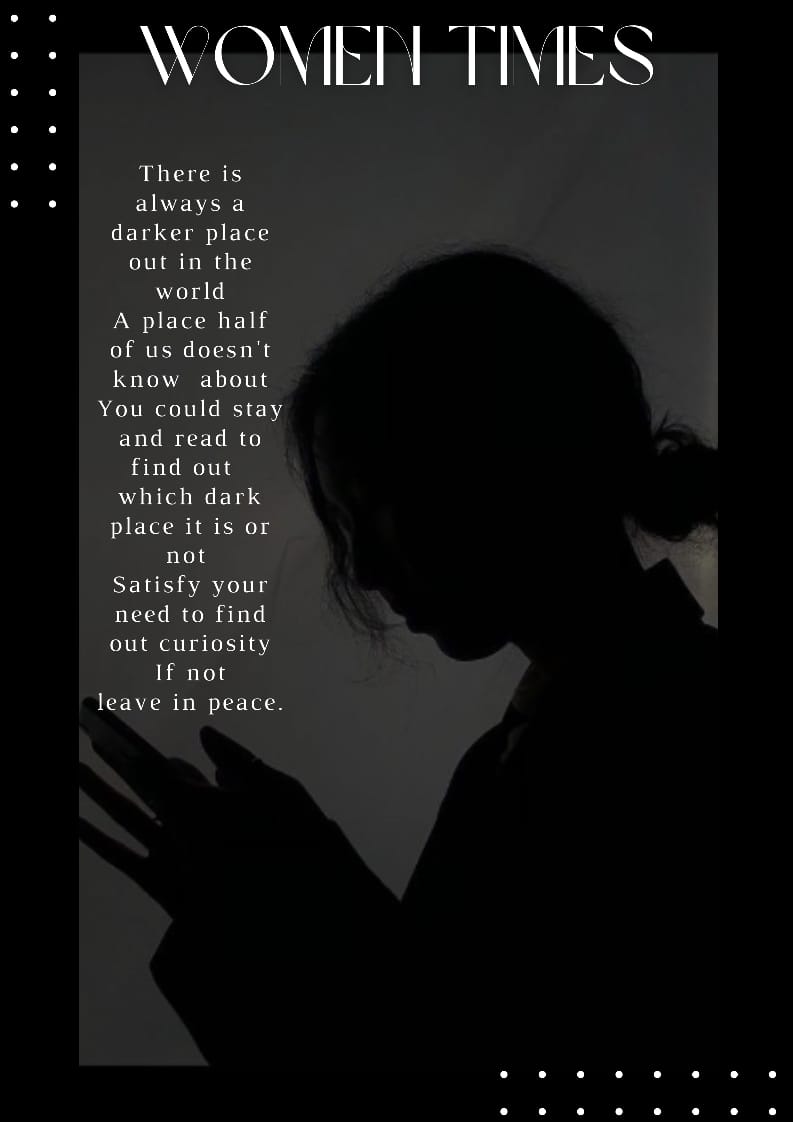 WOMEN TIMES
There is
always a
darker place
out in the
world
A place half
of us doesn't
know  about
You could stay
and read to
find out
which dark
place it is or
not
Satisfy your
need to find
out curiosity
If not
leave in peace.